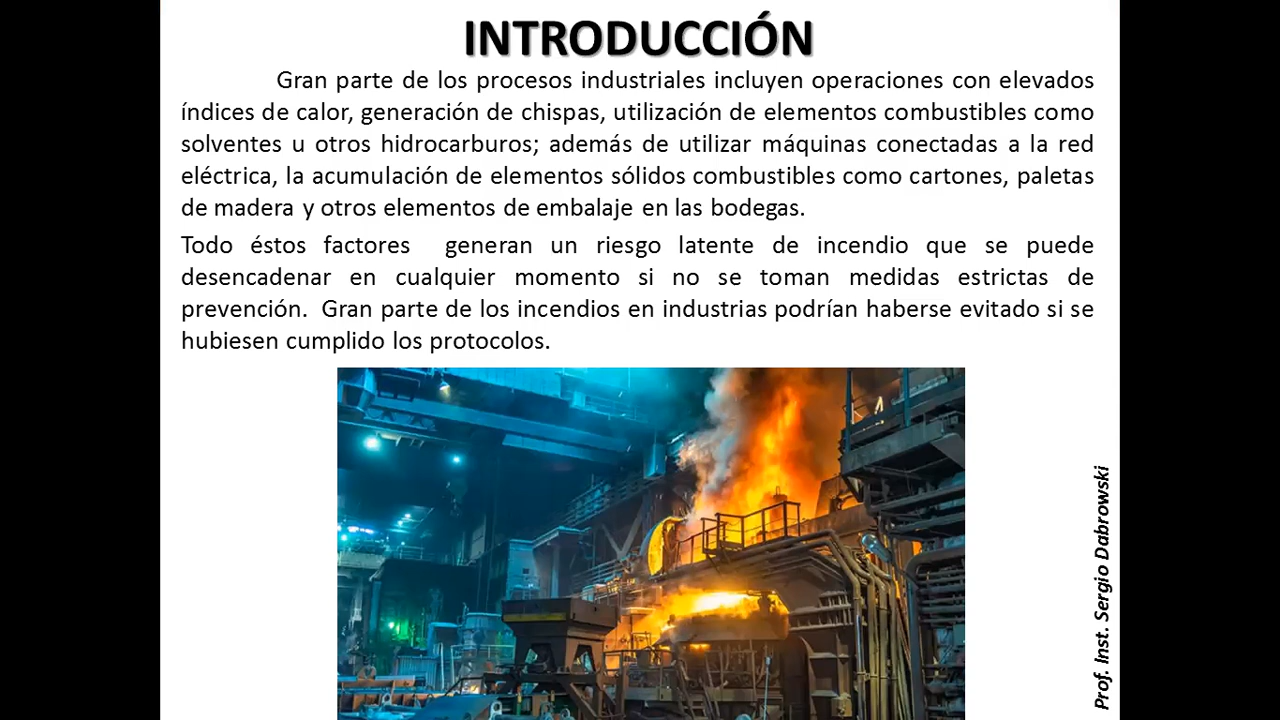 INTRODUCCIÓN
Gran parte de los procesos industriales incluyen operaciones con elevados
índices de calor, generación de chispas, utilización de elementos combustibles como
solventes u otros hidrocarburos; además de utilizar máquinas conectadas a la red
eléctrica, la acumulación de elementos sólidos combustibles como cartones, paletas
de madera y otros elementos de embalaje en las bodegas.
Todo éstos factores generan un riesgo latente de incendio que se puede
desencadenar en cualquier momento si no se toman medidas estrictas de
prevención. Gran parte de los incendios en industrias podrían haberse evitado si se
hubiesen cumplido los protocolos.
Prof. Inst. Sergio Dabrowski